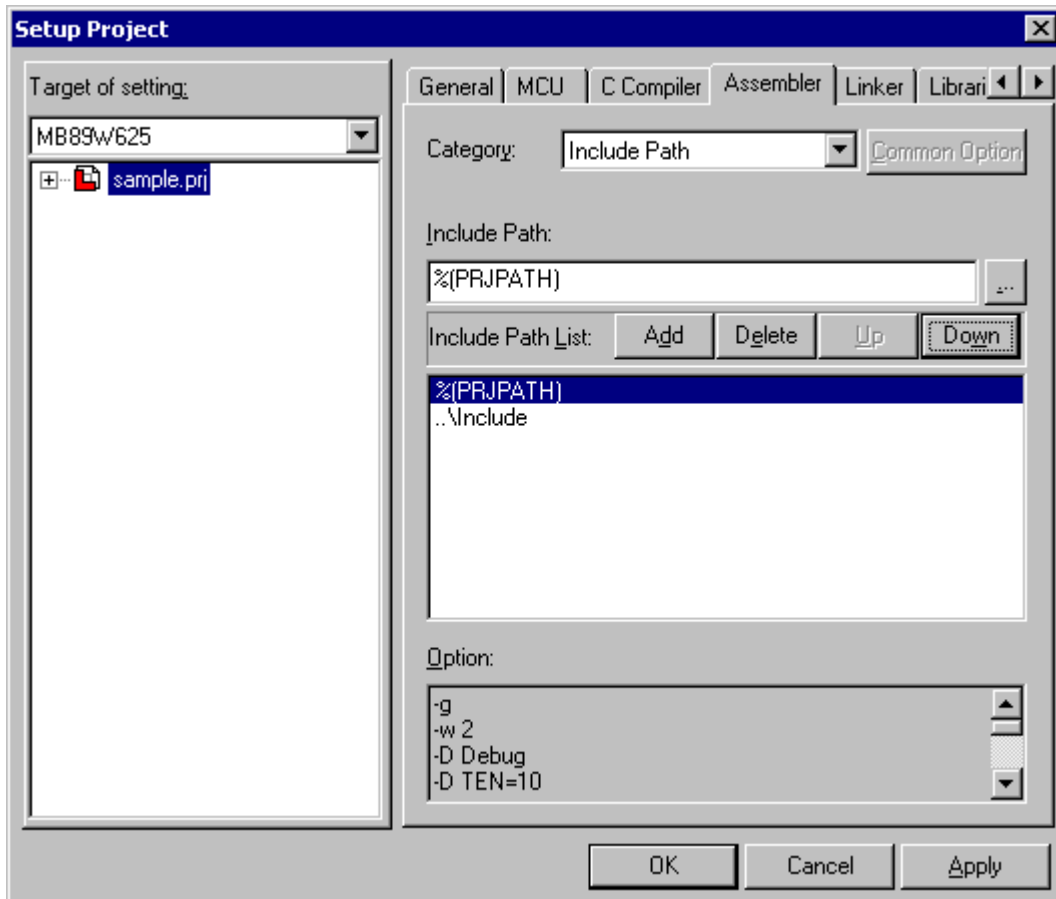 Setup Project
Target of setting:
MB89W625
sample.prj
General MCU C Compiler Assembler Linker Librari
Category: Include Path Common Option
Include Path:
%(PRJPATH) ...
Include Path List: Add Delete Up Down
%(PRJPATH)
..\Include
Option:
-g
-w 2
-D Debug
-D TEN=10
OK Cancel Apply